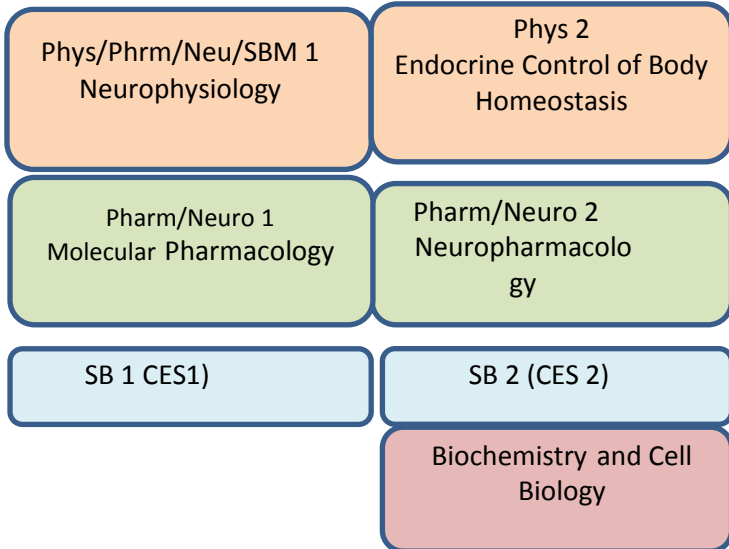 Phys/Phrm/Neu/SBM 1
Neurophysiology
Phys 2
Endocrine Control of Body
Homeostasis
Pharm/Neuro 1
Molecular Pharmacology
Pharm/Neuro 2
Neuropharmacolo
gy
SB 1 CES1)
SB 2 (CES 2)
Biochemistry and Cell
Biology